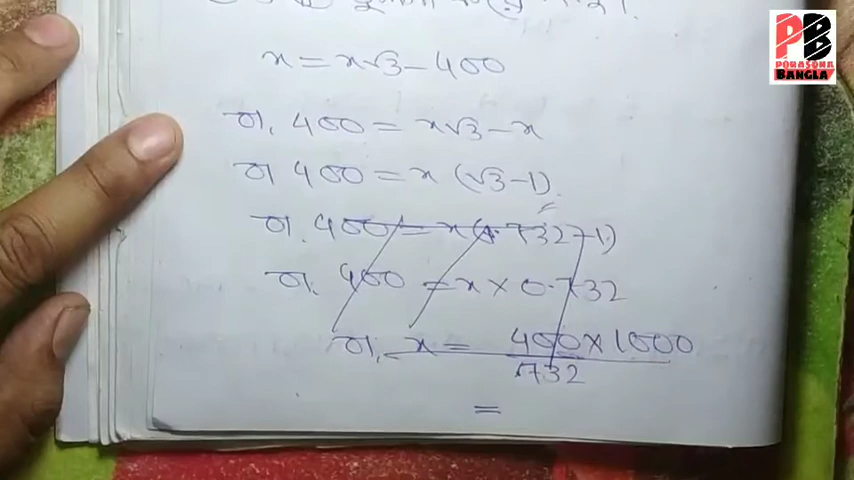 PB
PORASONA
BANGLA
x = x√3 - 400
বা, 400 = x√3 - x
বা 400 = x (√3-1)
বা, 400 = x(1.732-1)
বা, 400 = x × 0.732
বা, x = 400×1000
732
=